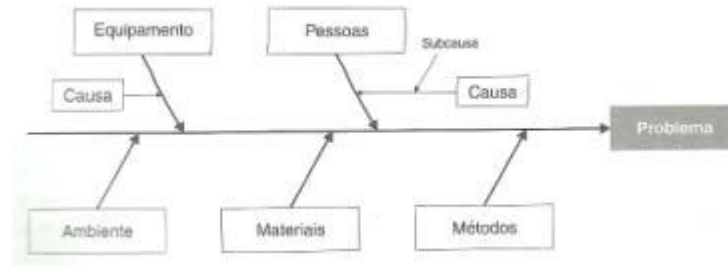 Equipamento
Pessoas
Subcausa
Causa
Causa
Problema
Ambiente
Materiais
Métodos